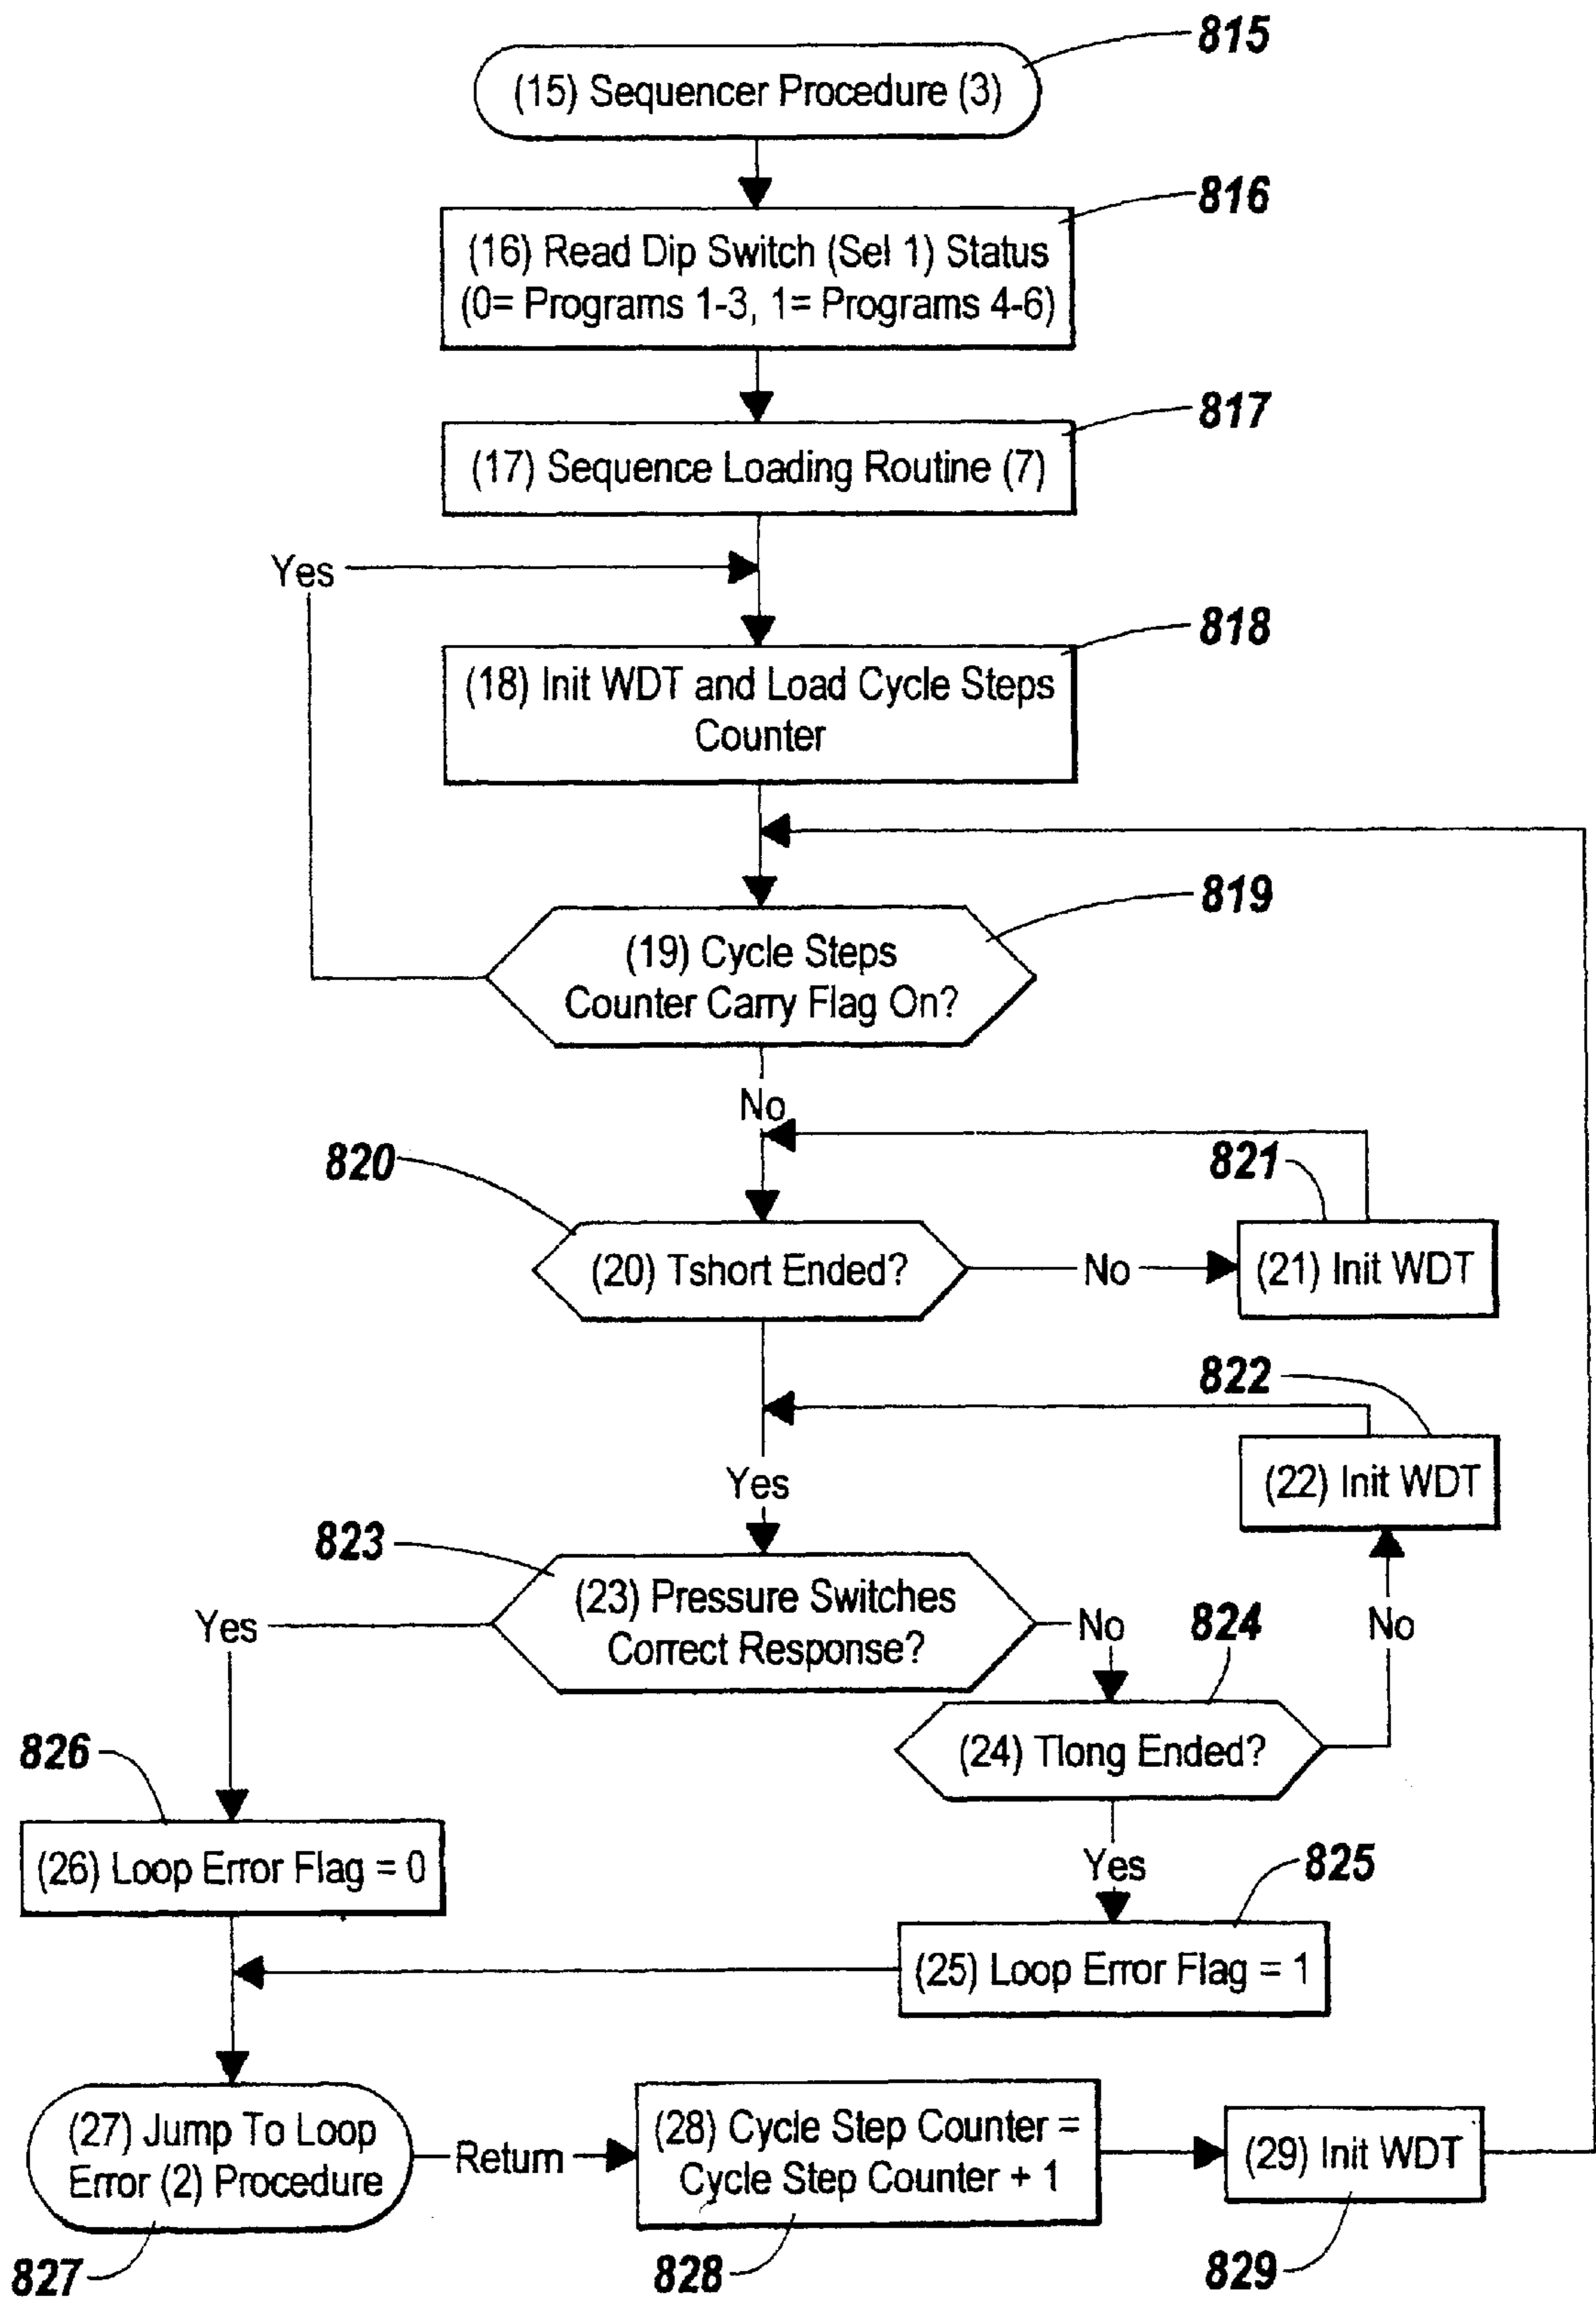 815
(15) Sequencer Procedure (3)
816
(16) Read Dip Switch (Sel 1) Status
(0= Programs 1-3, 1= Programs 4-6)
817
(17) Sequence Loading Routine (7)
Yes
818
(18) Init WDT and Load Cycle Steps
Counter
819
(19) Cycle Steps
Counter Carry Flag On?
No
820
821
(20) Tshort Ended?
No
(21) Init WDT
822
Yes
(22) Init WDT
823
(23) Pressure Switches
Correct Response?
Yes
No
824
No
(24) Tlong Ended?
826
(26) Loop Error Flag = 0
Yes
825
(25) Loop Error Flag = 1
(27) Jump To Loop
Error (2) Procedure
Return
(28) Cycle Step Counter =
Cycle Step Counter + 1
(29) Init WDT
827
828
829